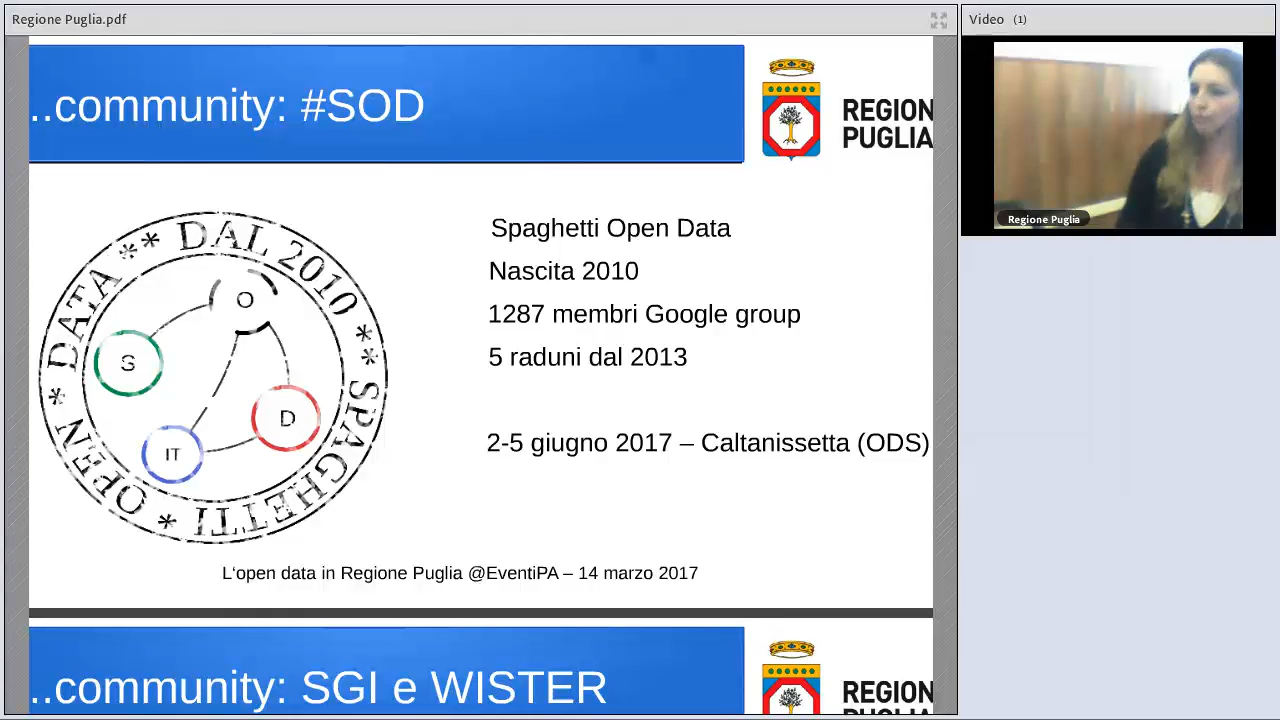 Regione Puglia.pdf
Video (1)
..community: #SOD
REGION
PUGLIA
Regione Puglia
DAL 2010 ** SPAGHETTI * OPEN * DATA **
O
S
D
IT
Spaghetti Open Data
Nascita 2010
1287 membri Google group
5 raduni dal 2013
2-5 giugno 2017 – Caltanissetta (ODS)
L‘open data in Regione Puglia @EventiPA – 14 marzo 2017
..community: SGI e WISTER
REGION
PUGLIA